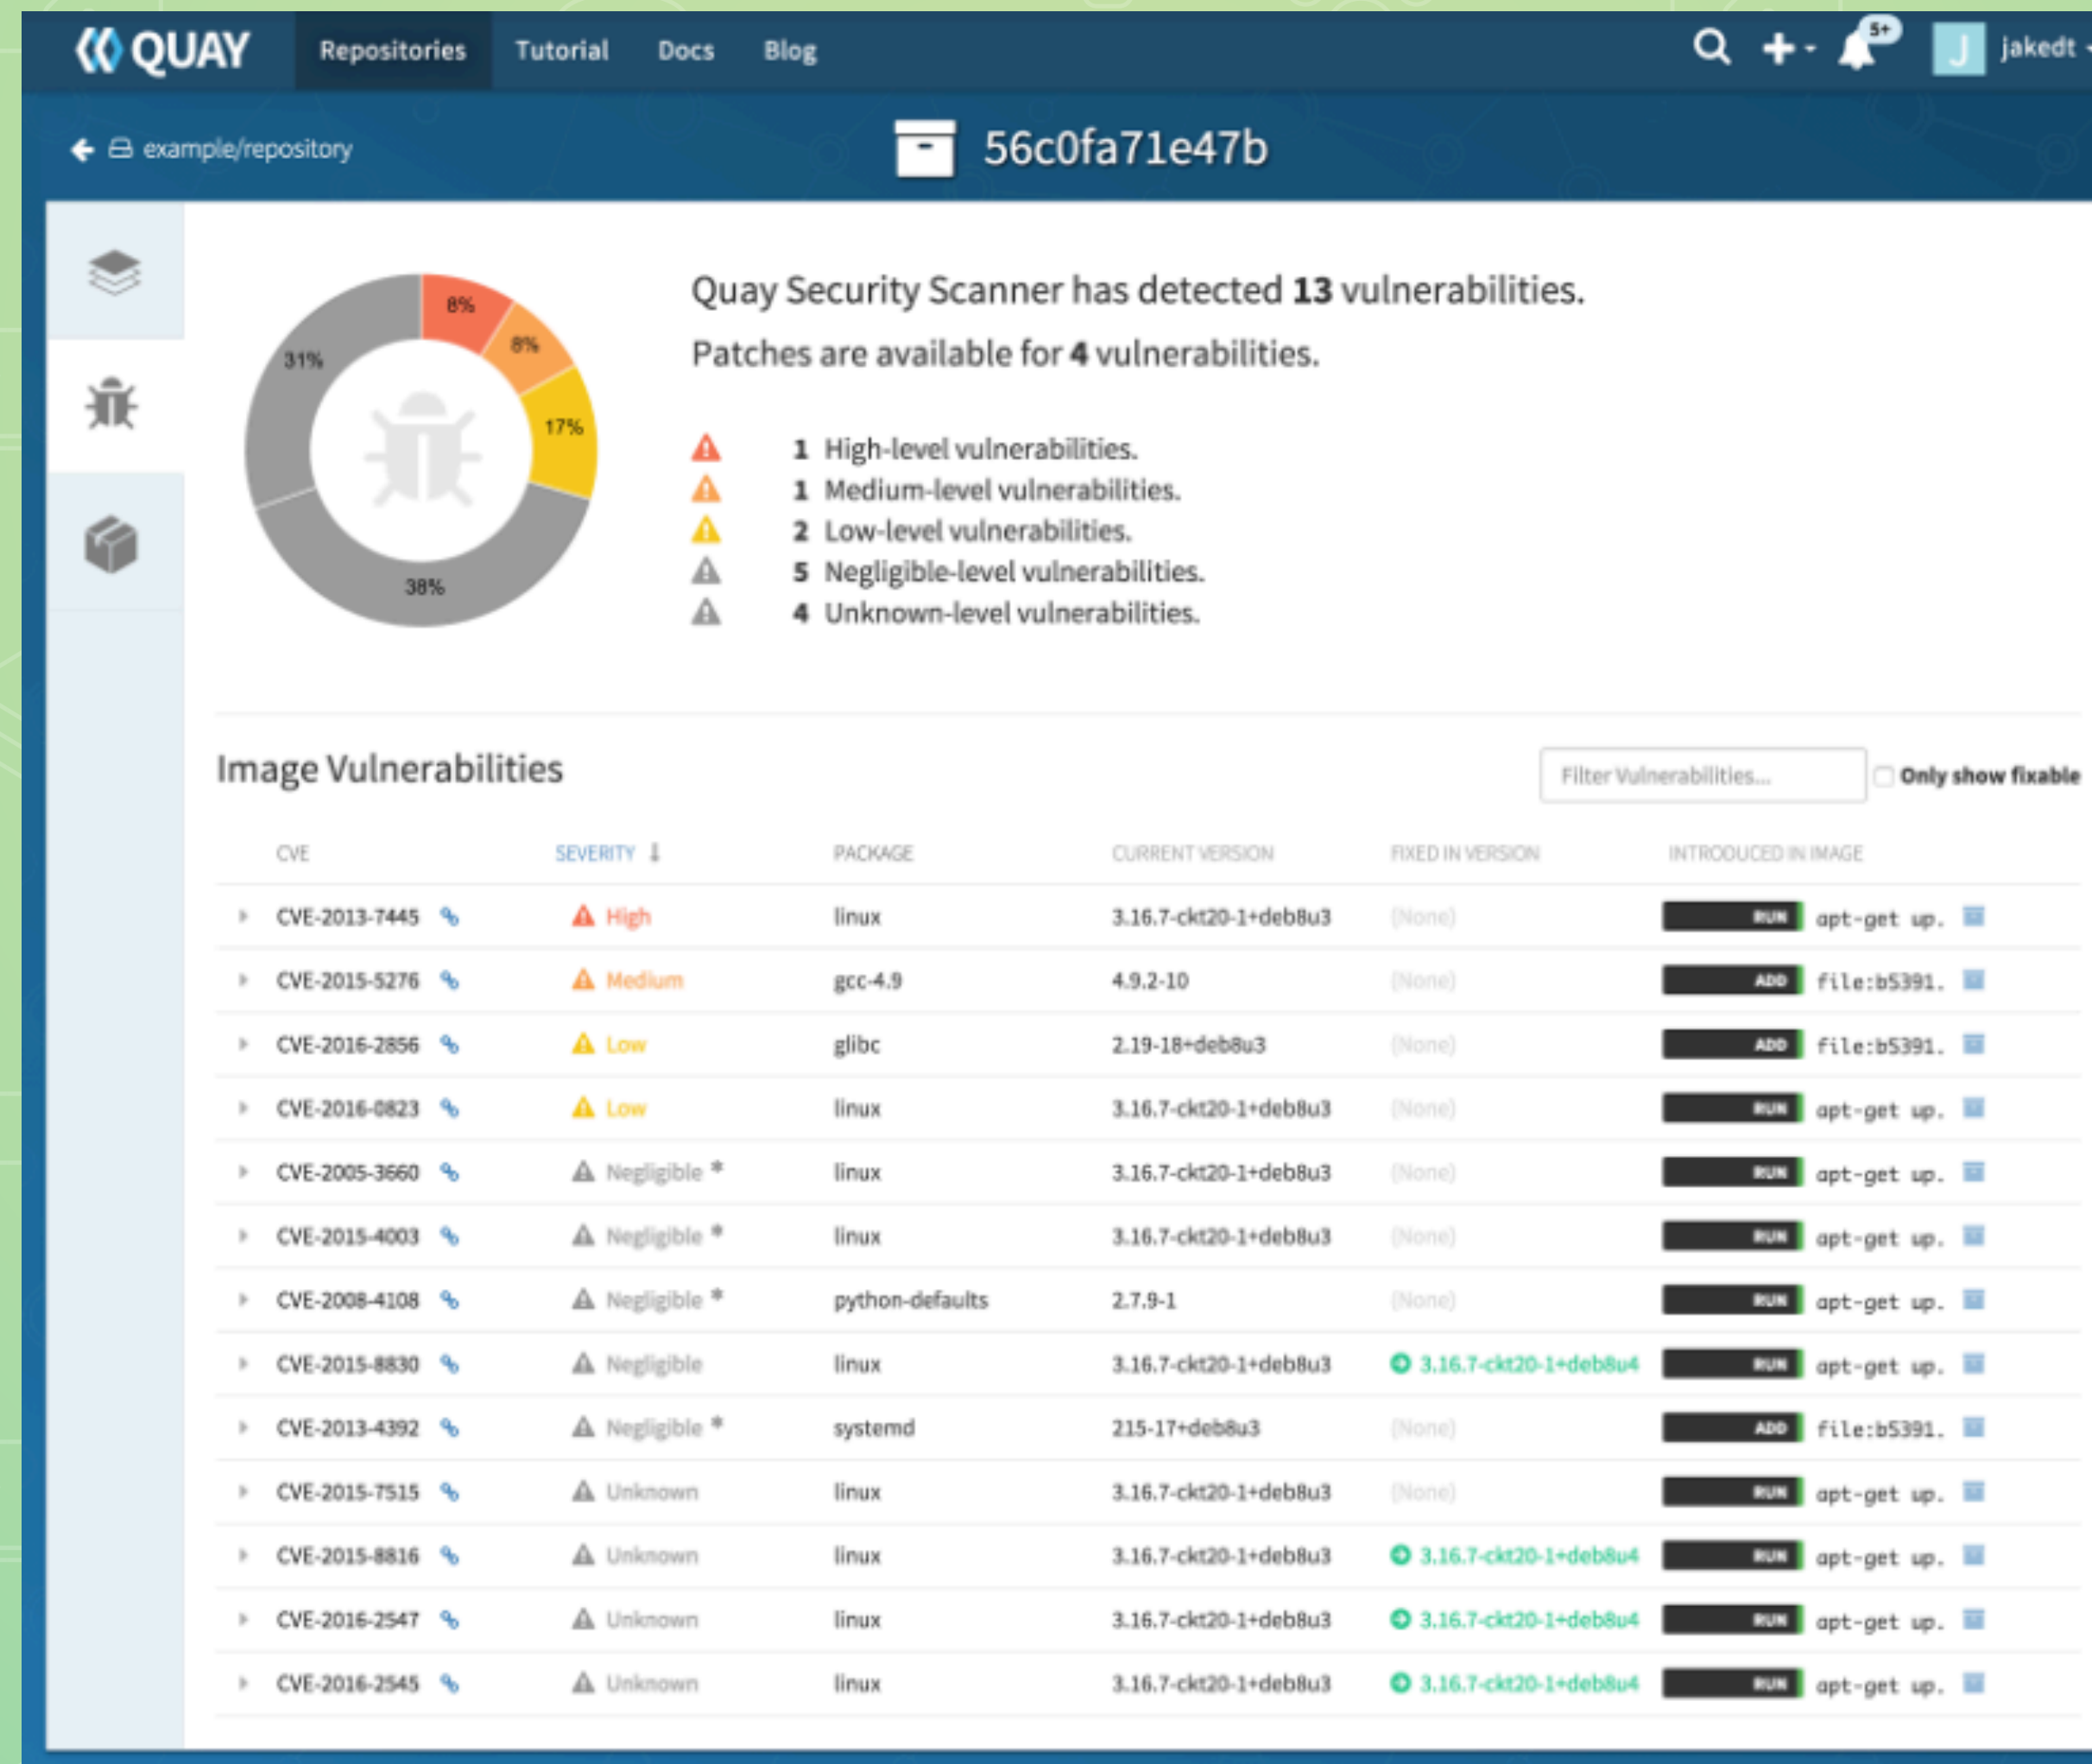 QUAY Repositories Tutorial Docs Blog 5+ J jakedt
example/repository 56c0fa71e47b
8%
8%
31%
17%
38%
Quay Security Scanner has detected 13 vulnerabilities.
Patches are available for 4 vulnerabilities.
1 High-level vulnerabilities.
1 Medium-level vulnerabilities.
2 Low-level vulnerabilities.
5 Negligible-level vulnerabilities.
4 Unknown-level vulnerabilities.
Image Vulnerabilities Filter Vulnerabilities... Only show fixable
CVE SEVERITY PACKAGE CURRENT VERSION FIXED IN VERSION INTRODUCED IN IMAGE
CVE-2013-7445 High linux 3.16.7-ckt20-1+deb8u3 (None) RUN apt-get up.
CVE-2015-5276 Medium gcc-4.9 4.9.2-10 (None) ADD file:b5391.
CVE-2016-2856 Low glibc 2.19-18+deb8u3 (None) ADD file:b5391.
CVE-2016-0823 Low linux 3.16.7-ckt20-1+deb8u3 (None) RUN apt-get up.
CVE-2005-3660 Negligible * linux 3.16.7-ckt20-1+deb8u3 (None) RUN apt-get up.
CVE-2015-4003 Negligible * linux 3.16.7-ckt20-1+deb8u3 (None) RUN apt-get up.
CVE-2008-4108 Negligible * python-defaults 2.7.9-1 (None) RUN apt-get up.
CVE-2015-8830 Negligible linux 3.16.7-ckt20-1+deb8u3 3.16.7-ckt20-1+deb8u4 RUN apt-get up.
CVE-2013-4392 Negligible * systemd 215-17+deb8u3 (None) ADD file:b5391.
CVE-2015-7515 Unknown linux 3.16.7-ckt20-1+deb8u3 (None) RUN apt-get up.
CVE-2015-8816 Unknown linux 3.16.7-ckt20-1+deb8u3 3.16.7-ckt20-1+deb8u4 RUN apt-get up.
CVE-2016-2547 Unknown linux 3.16.7-ckt20-1+deb8u3 3.16.7-ckt20-1+deb8u4 RUN apt-get up.
CVE-2016-2545 Unknown linux 3.16.7-ckt20-1+deb8u3 3.16.7-ckt20-1+deb8u4 RUN apt-get up.